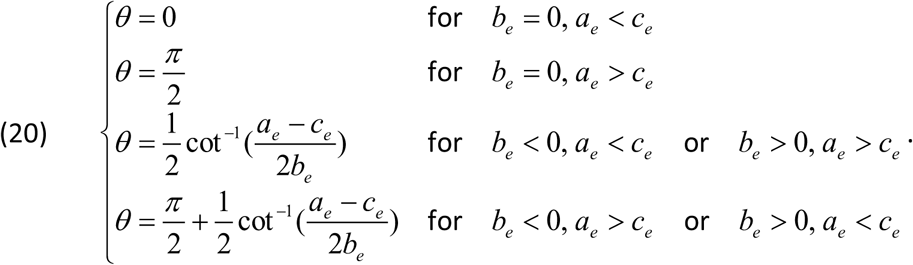 θ = 0 for b_e = 0, a_e < c_e
θ = π/2 for b_e = 0, a_e > c_e
(20) θ = 1/2 cot⁻¹((a_e − c_e)/(2b_e)) for b_e < 0, a_e < c_e or b_e > 0, a_e > c_e .
θ = π/2 + 1/2 cot⁻¹((a_e − c_e)/(2b_e)) for b_e < 0, a_e > c_e or b_e > 0, a_e < c_e